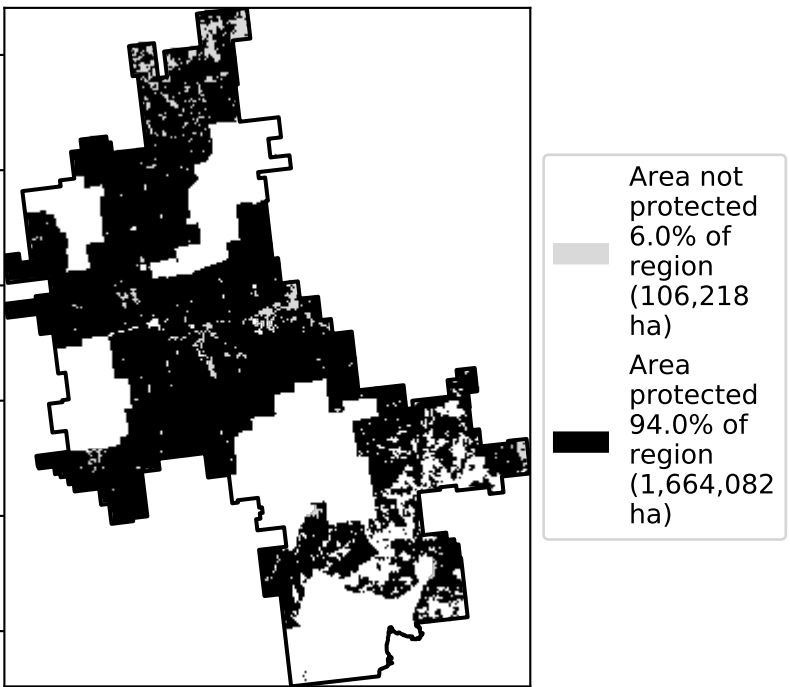 Area not
protected
6.0% of
region
(106,218
ha)
Area
protected
94.0% of
region
(1,664,082
ha)